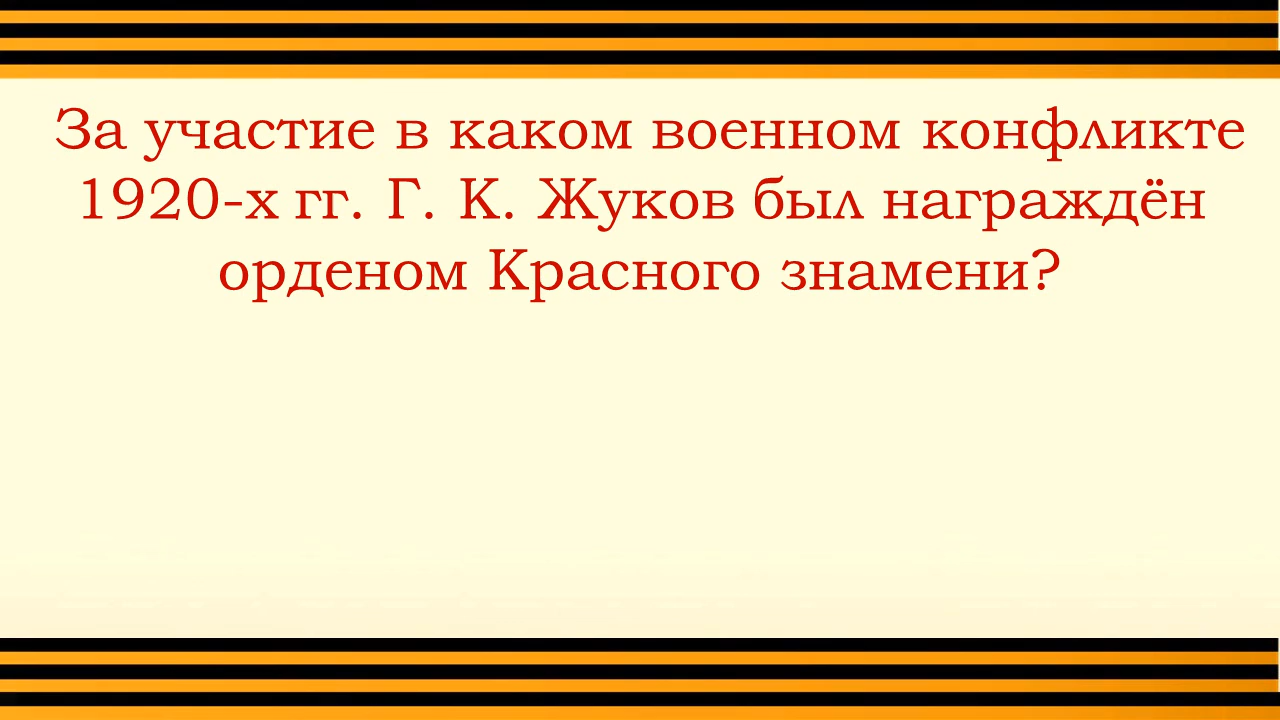 За участие в каком военном конфликте
1920-х гг. Г. К. Жуков был награждён
орденом Красного знамени?